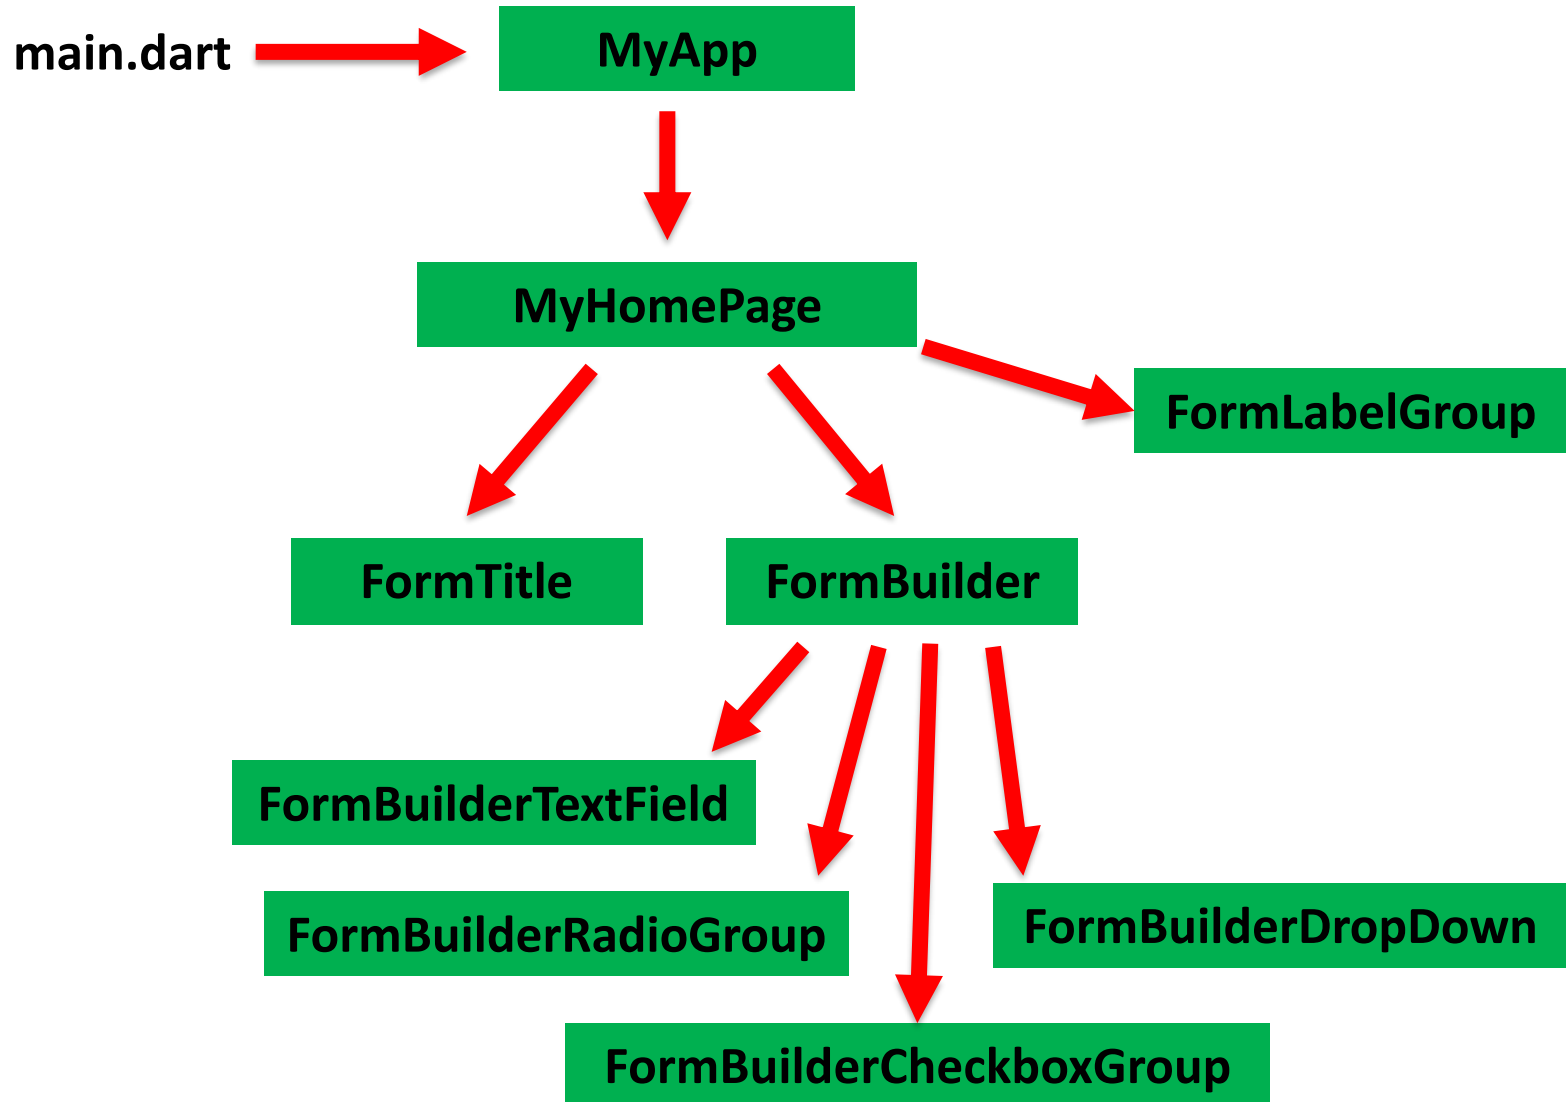 main.dart
MyApp
MyHomePage
FormLabelGroup
FormTitle
FormBuilder
FormBuilderTextField
FormBuilderRadioGroup
FormBuilderDropDown
FormBuilderCheckboxGroup